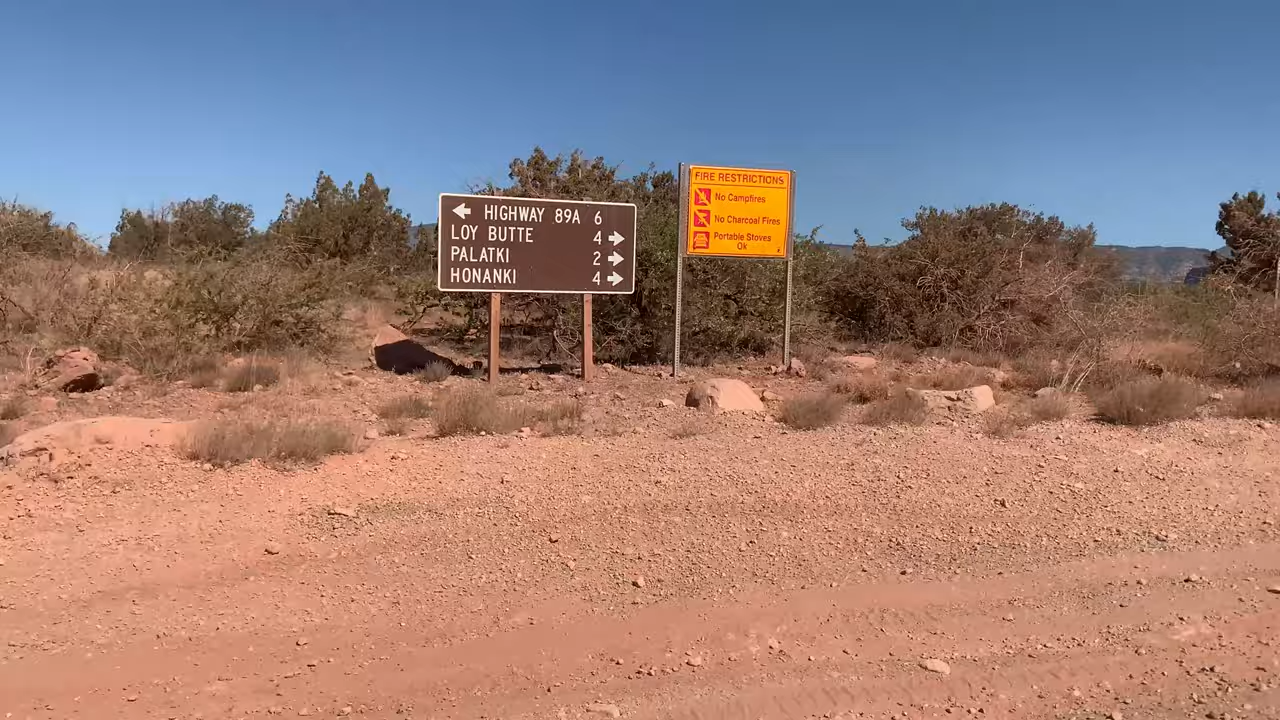 ← HIGHWAY 89A 6
LOY BUTTE 4 →
PALATKI 2 →
HONANKI 4 →
FIRE RESTRICTIONS
No Campfires
No Charcoal Fires
Portable Stoves
Ok